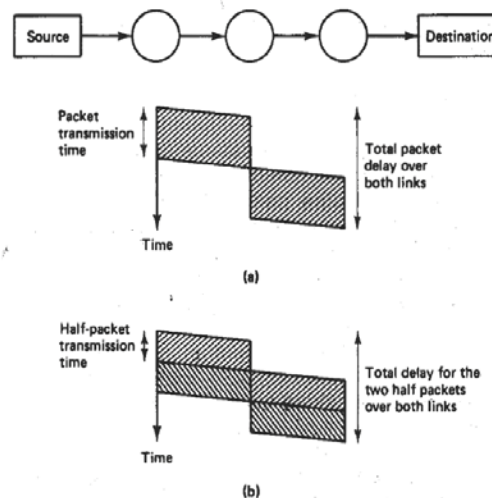 Source
Destination
Packet
transmission
time
Total packet
delay over
both links
Time
(a)
Half-packet
transmission
time
Total delay for the
two half packets
over both links
Time
(b)